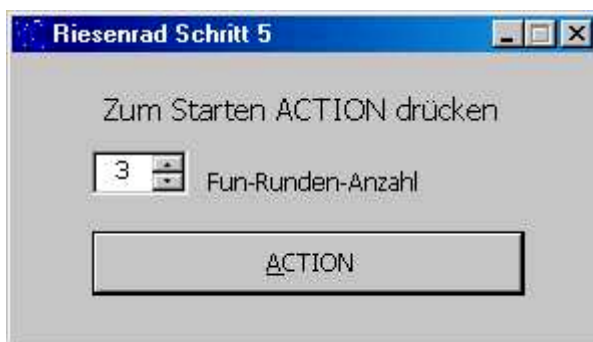 Riesenrad Schritt 5
Zum Starten ACTION drücken
3
Fun-Runden-Anzahl
ACTION